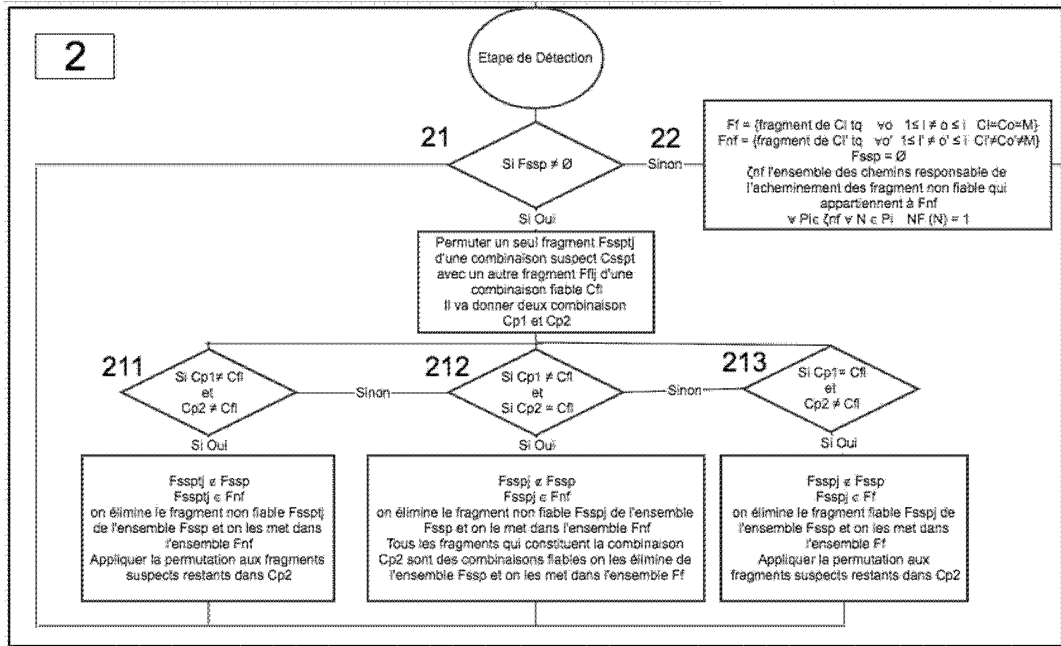 2
Etape de Détection
21
22
Si Fssp ≠ Ø
Sinon
Ff = {fragment de Ci tq ∀o 1≤ i ≠ o ≤ i Ci=Co=M}
Fnf = {fragment de Ci' tq ∀o' 1≤ i' ≠ o' ≤ i Ci'≠Co'≠M}
Fssp = Ø
ζnf l'ensemble des chemins responsable de
l'acheminement des fragment non fiable qui
appartiennent à Fnf
∀ Pi∈ ζnf ∀ N ∈ Pi NF (N) = 1
Si Oui
Permuter un seul fragment Fssptj
d'une combinaison suspect Csspt
avec un autre fragment Fflj d'une
combinaison fiable Cfl
Il va donner deux combinaison
Cp1 et Cp2
211
Si Cp1≠ Cfl
et
Cp2 ≠ Cfl
Sinon
212
Si Cp1 ≠ Cfl
et
Si Cp2 = Cfl
Sinon
213
Si Cp1= Cfl
et
Cp2 ≠ Cfl
Si Oui
Si Oui
Si Oui
Fssptj ∉ Fssp
Fssptj ∈ Fnf
on élimine le fragment non fiable Fssptj
de l'ensemble Fssp et on les met dans
l'ensemble Fnf
Appliquer la permutation aux fragments
suspects restants dans Cp2
Fsspj ∉ Fssp
Fsspj ∈ Fnf
on élimine le fragment non fiable Fsspj de l'ensemble
Fssp et on le met dans l'ensemble Fnf
Tous les fragments qui constituent la combinaison
Cp2 sont des combinaisons fiables on les élimine de
l'ensemble Fssp et on les met dans l'ensemble Ff
Fsspj ∉ Fssp
Fsspj ∈ Ff
on élimine le fragment fiable Fsspj de
l'ensemble Fssp et on les met dans
l'ensemble Ff
Appliquer la permutation aux
fragments suspects restants dans Cp2